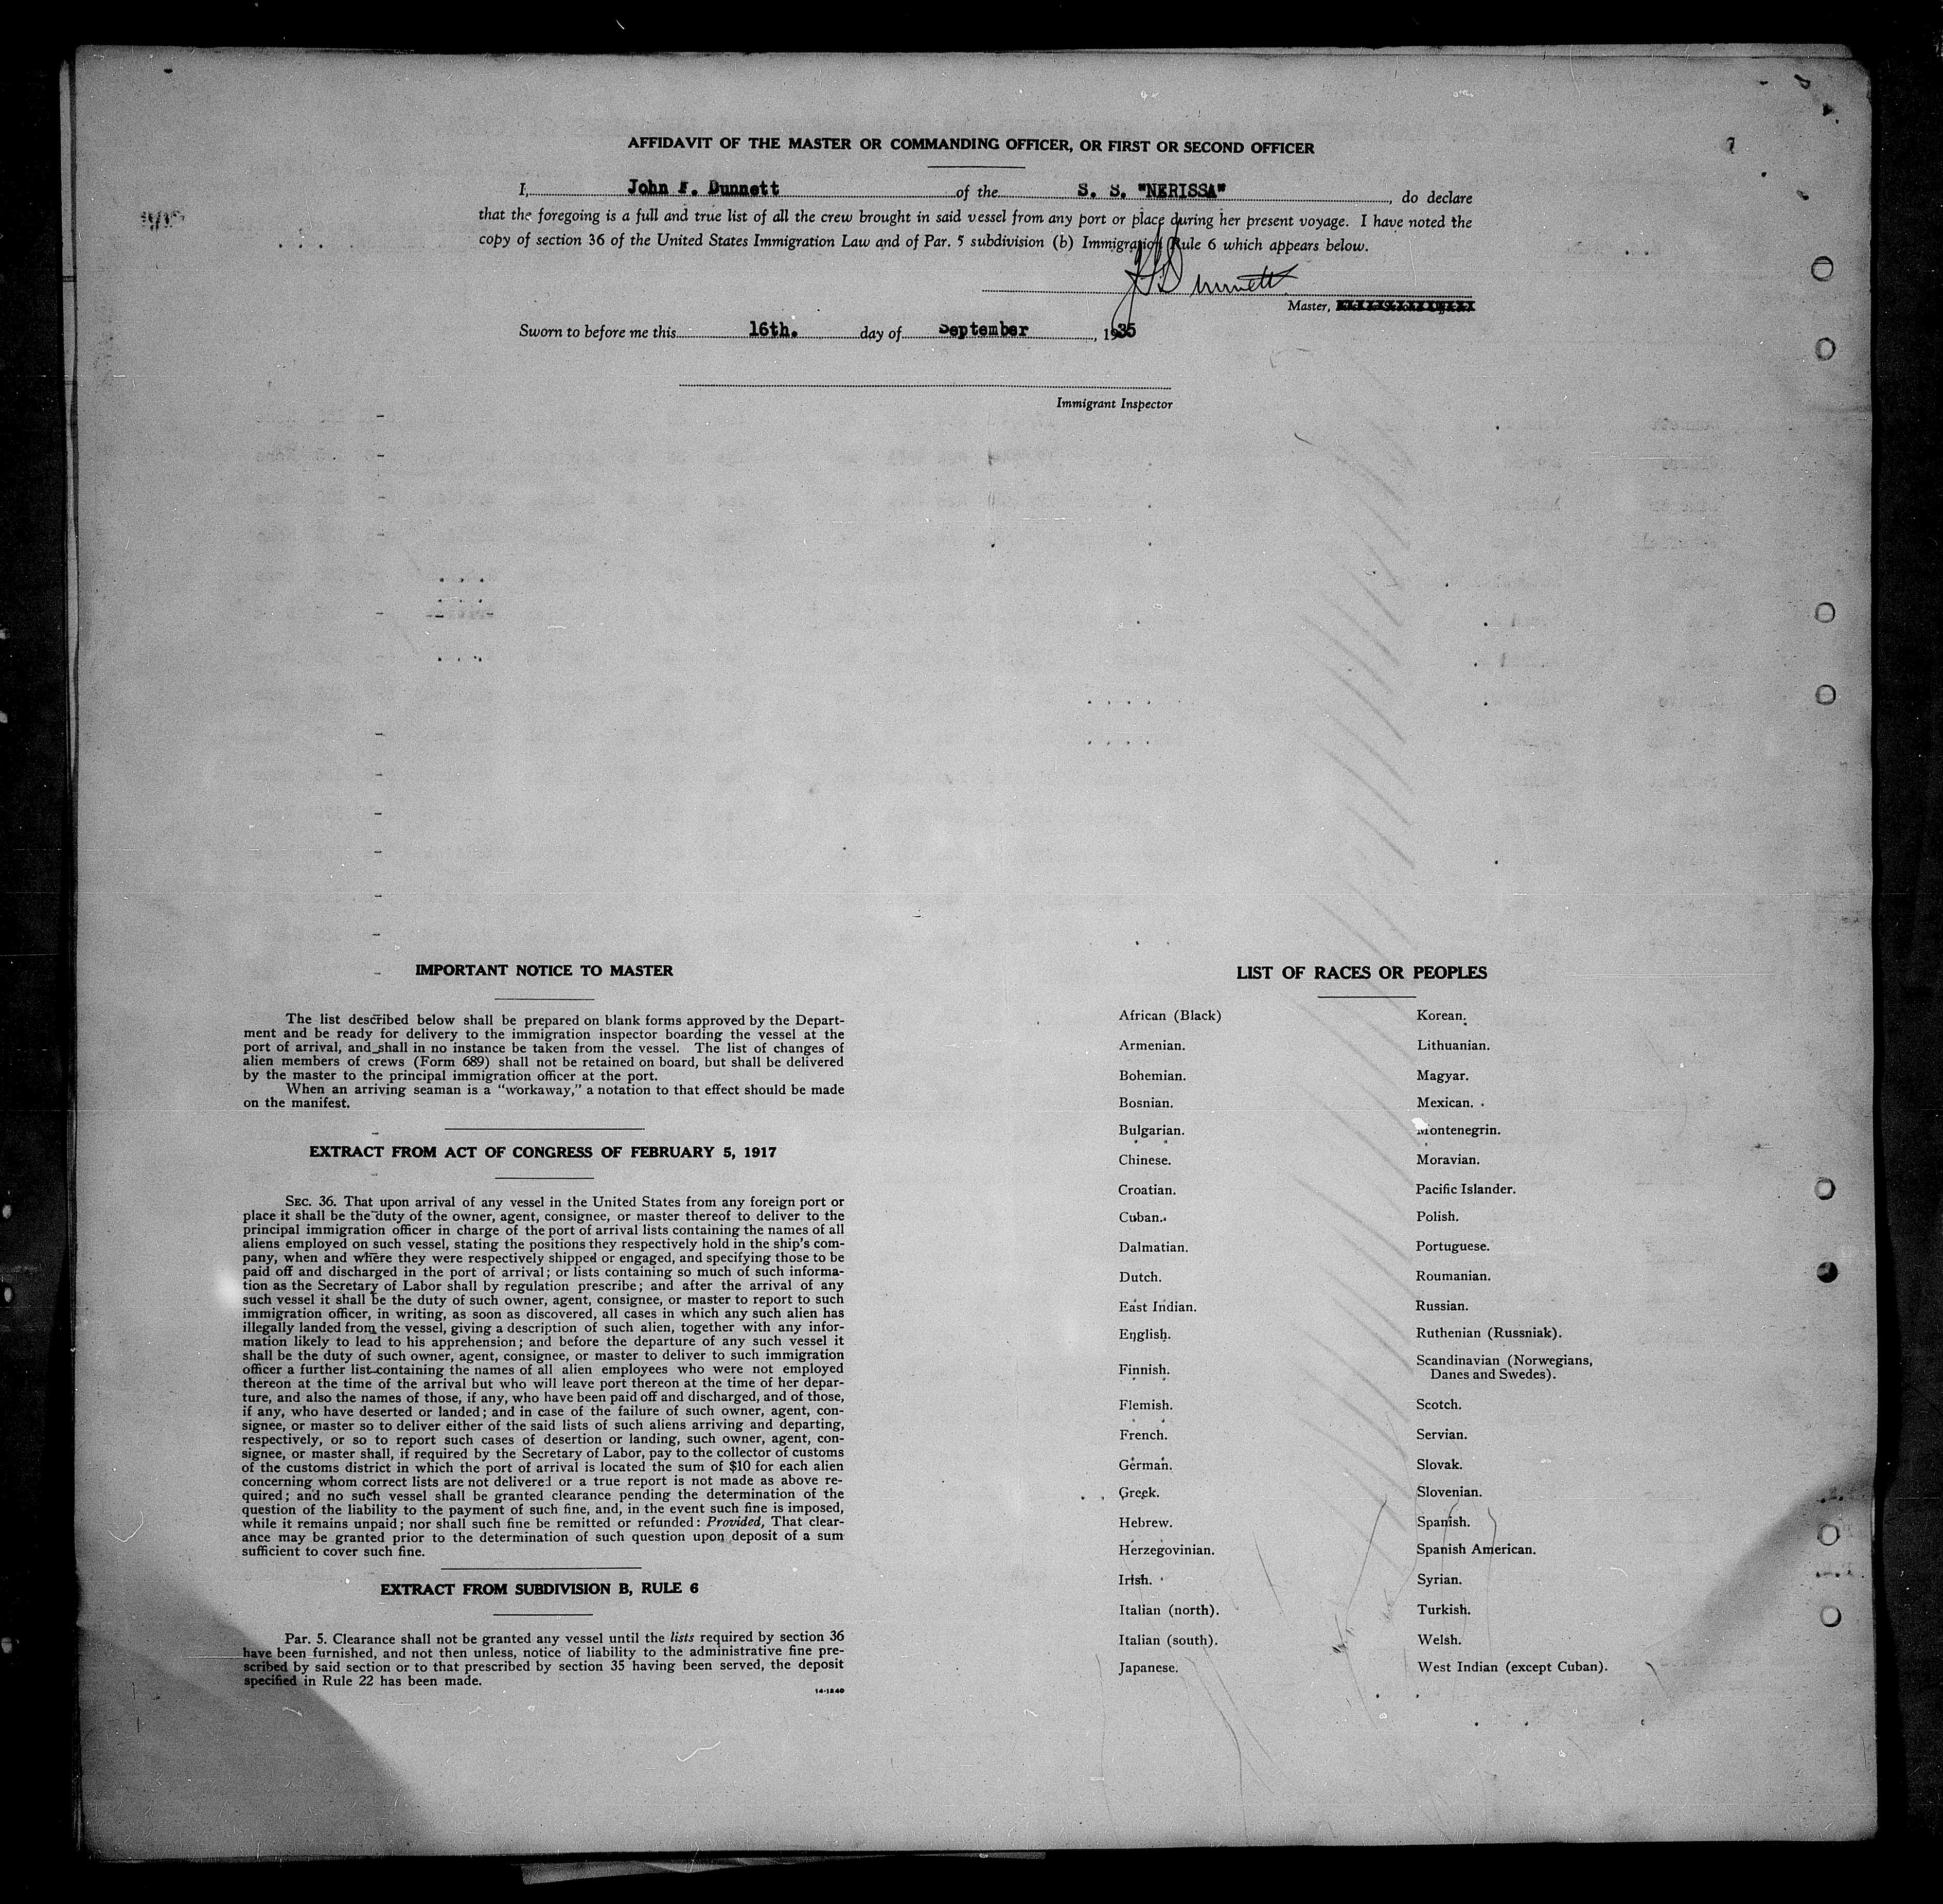 AFFIDAVIT OF THE MASTER OR COMMANDING OFFICER, OR FIRST OR SECOND OFFICER
I, John F. Dunnett of the S. S. "NERISSA", do declare
that the foregoing is a full and true list of all the crew brought in said vessel from any port or place during her present voyage. I have noted the
copy of section 36 of the United States Immigration Law and of Par. 5 subdivision (b) Immigration Rule 6 which appears below.
Dunnett
Master,
Sworn to before me this 16th. day of September, 1935
Immigrant Inspector
IMPORTANT NOTICE TO MASTER
The list described below shall be prepared on blank forms approved by the Depart-
ment and be ready for delivery to the immigration inspector boarding the vessel at the
port of arrival, and shall in no instance be taken from the vessel. The list of changes of
alien members of crews (Form 689) shall not be retained on board, but shall be delivered
by the master to the principal immigration officer at the port.
When an arriving seaman is a "workaway," a notation to that effect should be made
on the manifest.
EXTRACT FROM ACT OF CONGRESS OF FEBRUARY 5, 1917
SEC. 36. That upon arrival of any vessel in the United States from any foreign port or
place it shall be the duty of the owner, agent, consignee, or master thereof to deliver to the
principal immigration officer in charge of the port of arrival lists containing the names of all
aliens employed on such vessel, stating the positions they respectively hold in the ship's com-
pany, when and where they were respectively shipped or engaged, and specifying those to be
paid off and discharged in the port of arrival; or lists containing so much of such informa-
tion as the Secretary of Labor shall by regulation prescribe; and after the arrival of any
such vessel it shall be the duty of such owner, agent, consignee, or master to report to such
immigration officer, in writing, as soon as discovered, all cases in which any such alien has
illegally landed from the vessel, giving a description of such alien, together with any infor-
mation likely to lead to his apprehension; and before the departure of any such vessel it
shall be the duty of such owner, agent, consignee, or master to deliver to such immigration
officer a further list containing the names of all alien employees who were not employed
thereon at the time of the arrival but who will leave port thereon at the time of her depar-
ture, and also the names of those, if any, who have been paid off and discharged, and of those,
if any, who have deserted or landed; and in case of the failure of such owner, agent, con-
signee, or master so to deliver either of the said lists of such aliens arriving and departing,
respectively, or so to report such cases of desertion or landing, such owner, agent, con-
signee, or master shall, if required by the Secretary of Labor, pay to the collector of customs
of the customs district in which the port of arrival is located the sum of $10 for each alien
concerning whom correct lists are not delivered or a true report is not made as above re-
quired; and no such vessel shall be granted clearance pending the determination of the
question of the liability to the payment of such fine, and, in the event such fine is imposed,
while it remains unpaid; nor shall such fine be remitted or refunded: Provided, That clear-
ance may be granted prior to the determination of such question upon deposit of a sum
sufficient to cover such fine.
EXTRACT FROM SUBDIVISION B, RULE 6
Par. 5. Clearance shall not be granted any vessel until the lists required by section 36
have been furnished, and not then unless, notice of liability to the administrative fine pre-
scribed by said section or to that prescribed by section 35 having been served, the deposit
specified in Rule 22 has been made.
14-1240
LIST OF RACES OR PEOPLES
African (Black)
Armenian.
Bohemian.
Bosnian.
Bulgarian.
Chinese.
Croatian.
Cuban.
Dalmatian.
Dutch.
East Indian.
English.
Finnish.
Flemish.
French.
German.
Greek.
Hebrew.
Herzegovinian.
Irish.
Italian (north).
Italian (south).
Japanese.
Korean.
Lithuanian.
Magyar.
Mexican.
Montenegrin.
Moravian.
Pacific Islander.
Polish.
Portuguese.
Roumanian.
Russian.
Ruthenian (Russniak).
Scandinavian (Norwegians,
Danes and Swedes).
Scotch.
Servian.
Slovak.
Slovenian.
Spanish.
Spanish American.
Syrian.
Turkish.
Welsh.
West Indian (except Cuban).